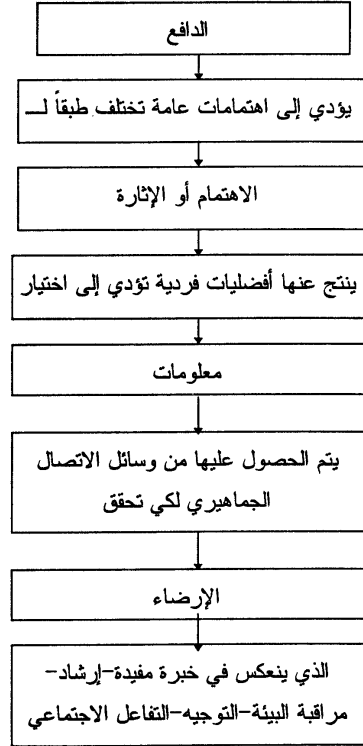 الدافع
يؤدي إلى اهتمامات عامة تختلف طبقاً لــ
الاهتمام أو الإثارة
ينتج عنها أفضليات فردية تؤدي إلى اختيار
معلومات
يتم الحصول عليها من وسائل الاتصال
الجماهيري لكي تحقق
الإرضاء
الذي ينعكس في خبرة مفيدة-إرشاد-
مراقبة البيئة-التوجيه-التفاعل الاجتماعي